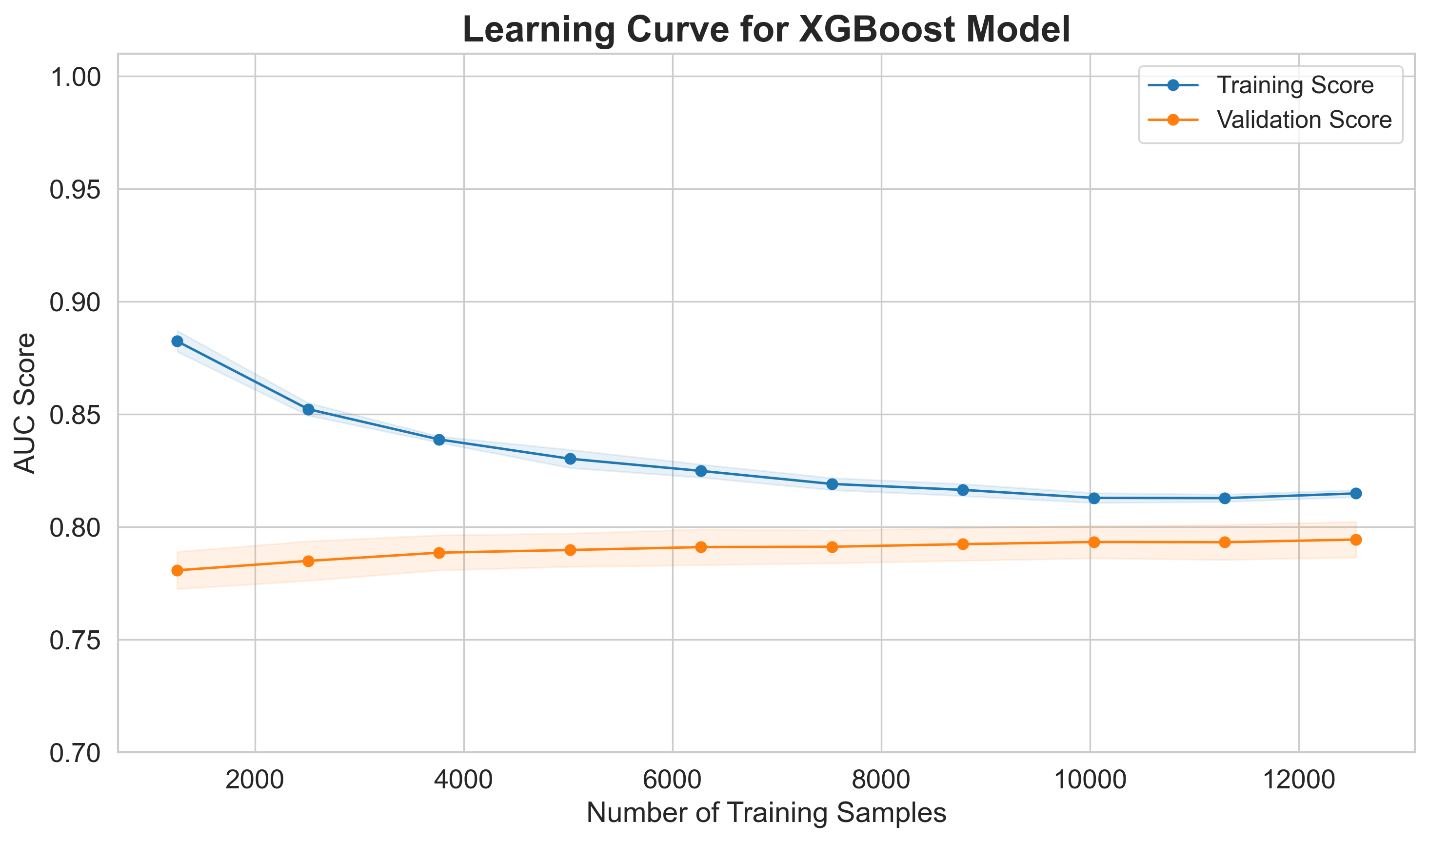 Learning Curve for XGBoost Model
Training Score
Validation Score
AUC Score
1.00
0.95
0.90
0.85
0.80
0.75
0.70
2000 4000 6000 8000 10000 12000
Number of Training Samples